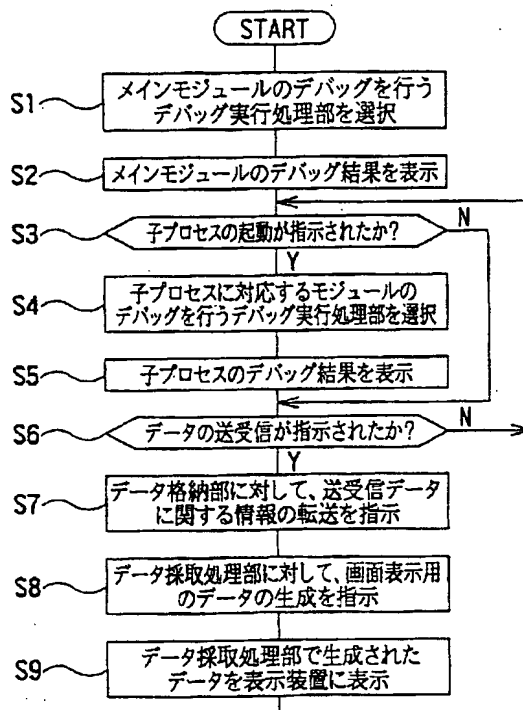 START
S1
メインモジュールのデバッグを行う
デバッグ実行処理部を選択
S2
メインモジュールのデバッグ結果を表示
S3
子プロセスの起動が指示されたか?
N
Y
S4
子プロセスに対応するモジュールの
デバッグを行うデバッグ実行処理部を選択
S5
子プロセスのデバッグ結果を表示
S6
データの送受信が指示されたか?
N
Y
S7
データ格納部に対して、送受信データ
に関する情報の転送を指示
S8
データ採取処理部に対して、画面表示用
のデータの生成を指示
S9
データ採取処理部で生成された
データを表示装置に表示